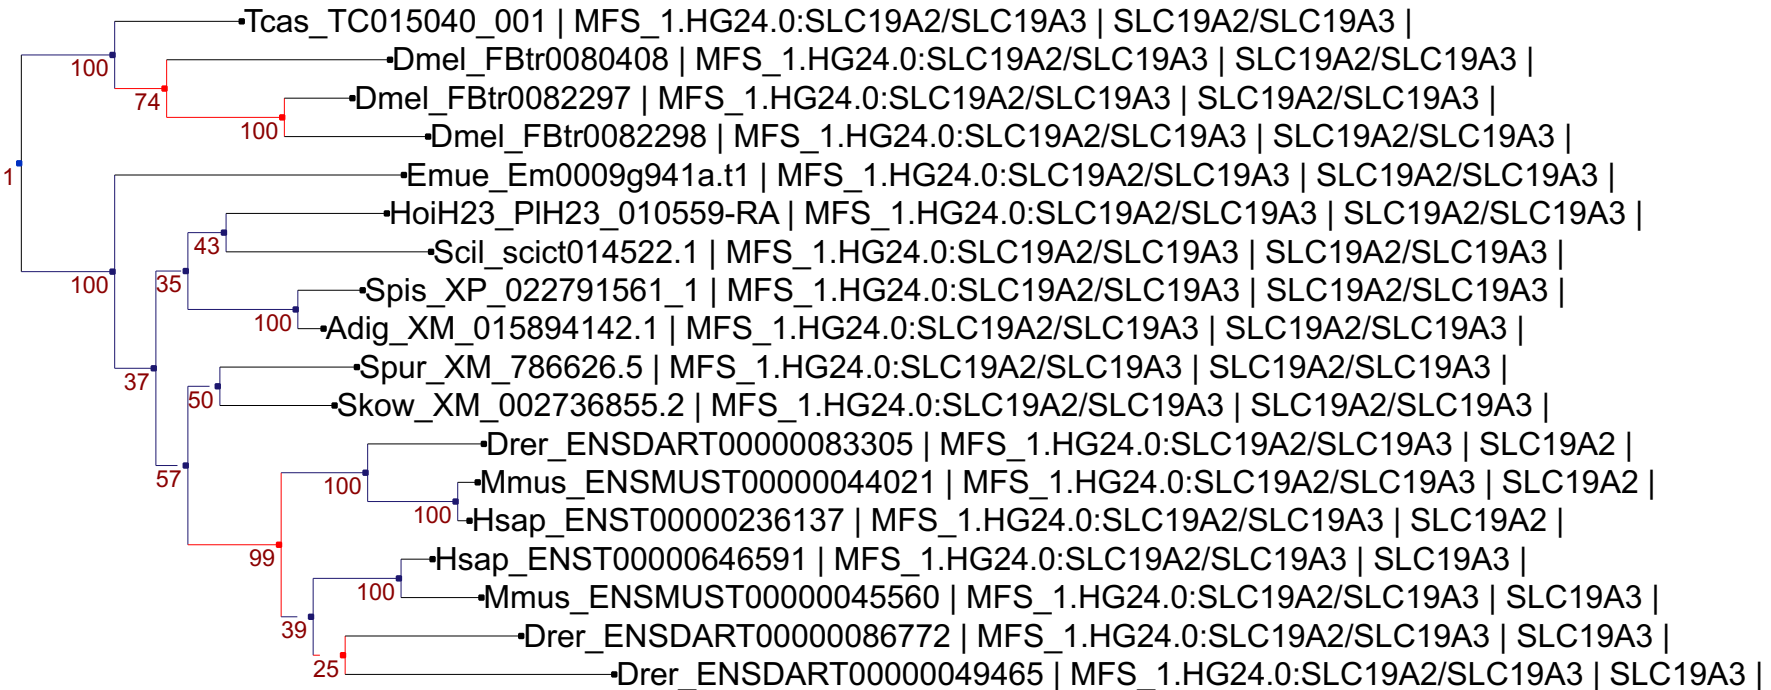 Tcas_TC015040_001 | MFS_1.HG24.0:SLC19A2/SLC19A3 | SLC19A2/SLC19A3 |
100
Dmel_FBtr0080408 | MFS_1.HG24.0:SLC19A2/SLC19A3 | SLC19A2/SLC19A3 |
74
Dmel_FBtr0082297 | MFS_1.HG24.0:SLC19A2/SLC19A3 | SLC19A2/SLC19A3 |
100
Dmel_FBtr0082298 | MFS_1.HG24.0:SLC19A2/SLC19A3 | SLC19A2/SLC19A3 |
1
Emue_Em0009g941a.t1 | MFS_1.HG24.0:SLC19A2/SLC19A3 | SLC19A2/SLC19A3 |
HoiH23_PlH23_010559-RA | MFS_1.HG24.0:SLC19A2/SLC19A3 | SLC19A2/SLC19A3 |
43
Scil_scict014522.1 | MFS_1.HG24.0:SLC19A2/SLC19A3 | SLC19A2/SLC19A3 |
100
35
Spis_XP_022791561_1 | MFS_1.HG24.0:SLC19A2/SLC19A3 | SLC19A2/SLC19A3 |
100
Adig_XM_015894142.1 | MFS_1.HG24.0:SLC19A2/SLC19A3 | SLC19A2/SLC19A3 |
37
Spur_XM_786626.5 | MFS_1.HG24.0:SLC19A2/SLC19A3 | SLC19A2/SLC19A3 |
50
Skow_XM_002736855.2 | MFS_1.HG24.0:SLC19A2/SLC19A3 | SLC19A2/SLC19A3 |
Drer_ENSDART00000083305 | MFS_1.HG24.0:SLC19A2/SLC19A3 | SLC19A2 |
57
100
Mmus_ENSMUST00000044021 | MFS_1.HG24.0:SLC19A2/SLC19A3 | SLC19A2 |
100
Hsap_ENST00000236137 | MFS_1.HG24.0:SLC19A2/SLC19A3 | SLC19A2 |
99
Hsap_ENST00000646591 | MFS_1.HG24.0:SLC19A2/SLC19A3 | SLC19A3 |
100
Mmus_ENSMUST00000045560 | MFS_1.HG24.0:SLC19A2/SLC19A3 | SLC19A3 |
39
Drer_ENSDART00000086772 | MFS_1.HG24.0:SLC19A2/SLC19A3 | SLC19A3 |
25
Drer_ENSDART00000049465 | MFS_1.HG24.0:SLC19A2/SLC19A3 | SLC19A3 |